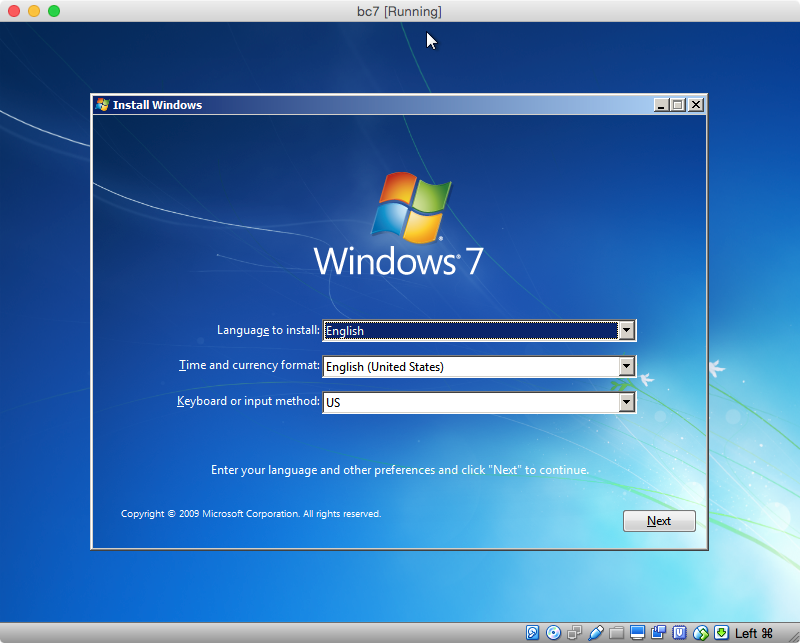 bc7 [Running]
Install Windows
Windows® 7
Language to install: English
Time and currency format: English (United States)
Keyboard or input method: US
Enter your language and other preferences and click "Next" to continue.
Copyright © 2009 Microsoft Corporation. All rights reserved.
Next
Left ⌘